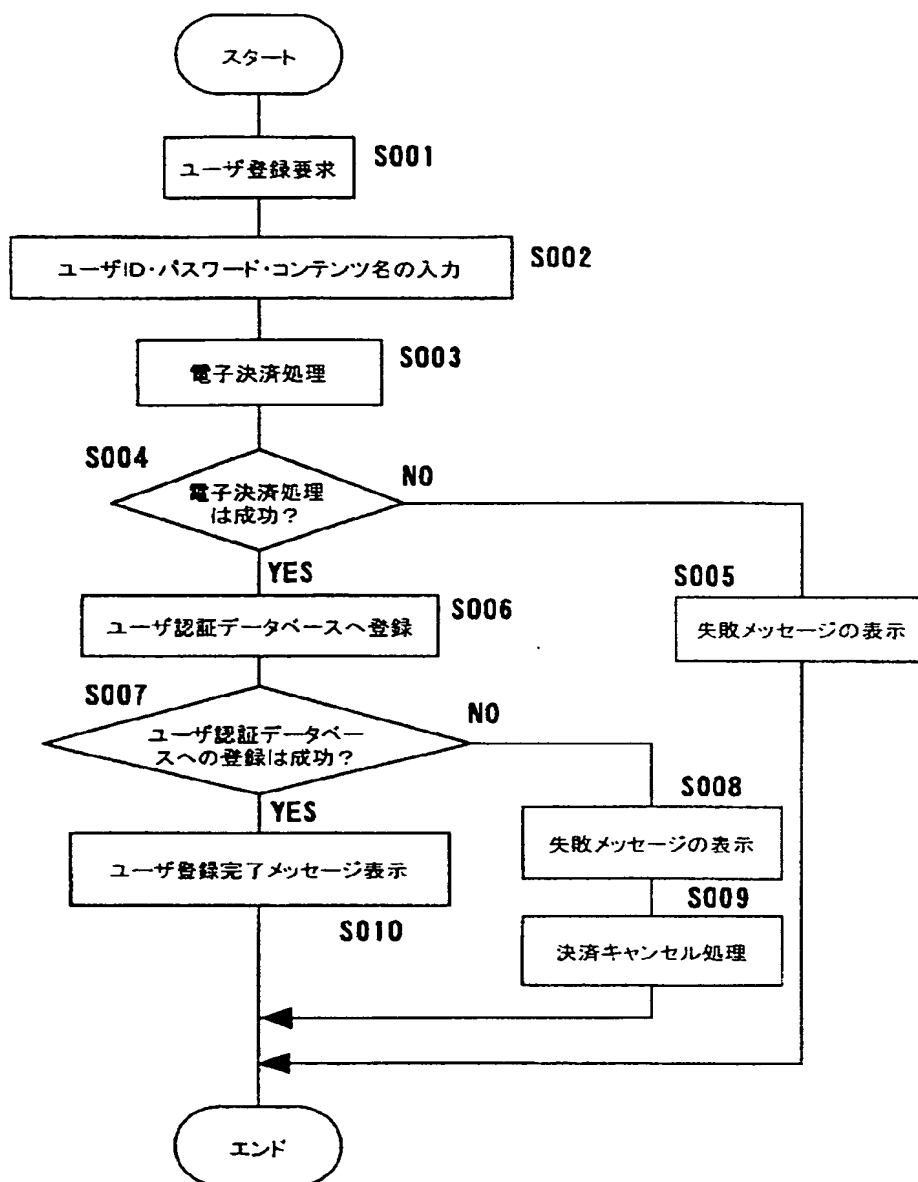 スタート
ユーザ登録要求
S001
ユーザID・パスワード・コンテンツ名の入力
S002
電子決済処理
S003
S004
電子決済処理
は成功？
NO
YES
S005
失敗メッセージの表示
ユーザ認証データベースへ登録
S006
S007
ユーザ認証データベー
スへの登録は成功？
NO
YES
S008
失敗メッセージの表示
ユーザ登録完了メッセージ表示
S010
S009
決済キャンセル処理
エンド